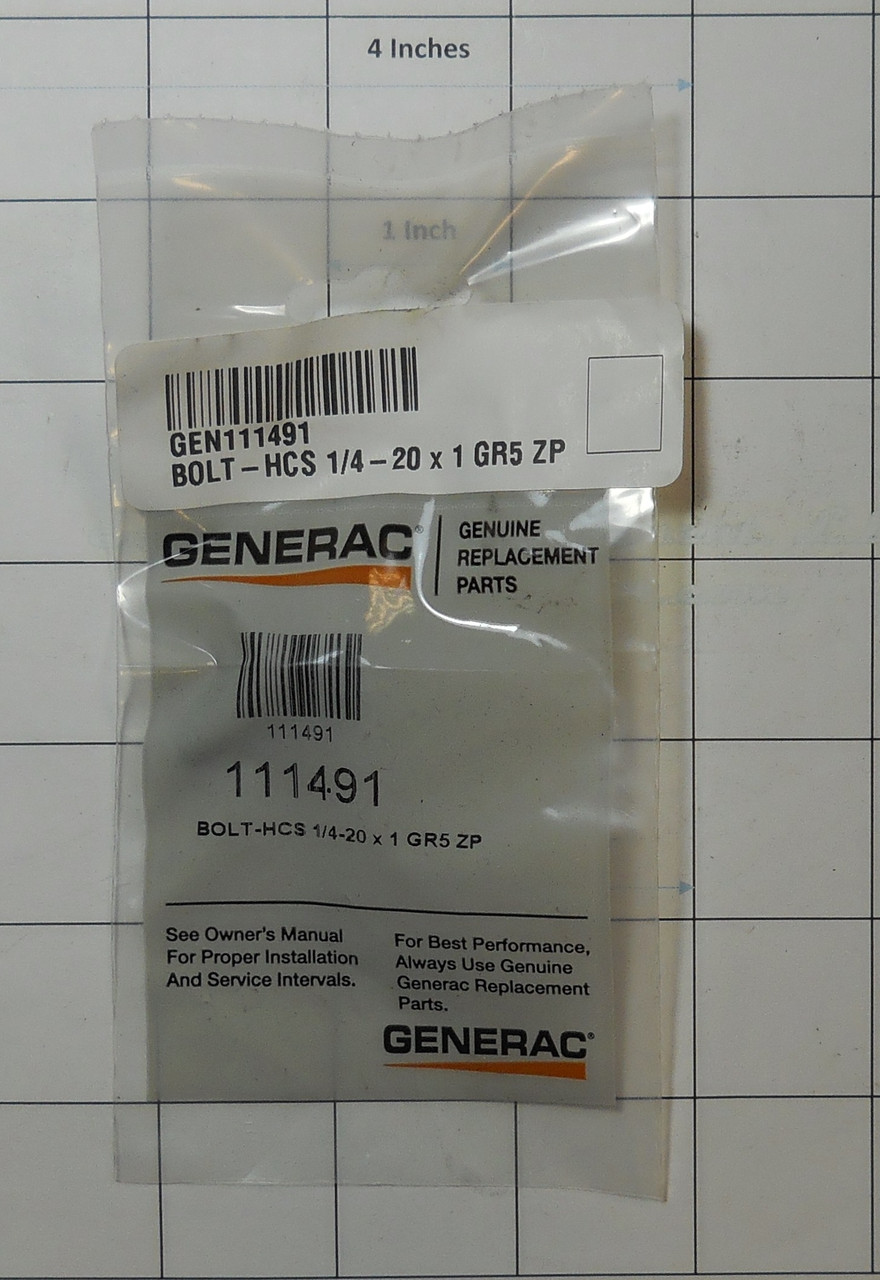 4 Inches
1 Inch
GEN111491
BOLT-HCS 1/4-20 x 1 GR5 ZP
GENERAC®
GENUINE
REPLACEMENT
PARTS
111491
111491
BOLT-HCS 1/4-20 x 1 GR5 ZP
See Owner's Manual
For Proper Installation
And Service Intervals.
For Best Performance,
Always Use Genuine
Generac Replacement
Parts.
GENERAC®